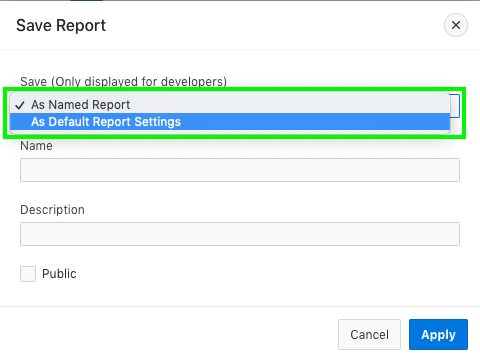 Save Report
Save (Only displayed for developers)
✓ As Named Report
As Default Report Settings
Name
Description
Public
Cancel
Apply